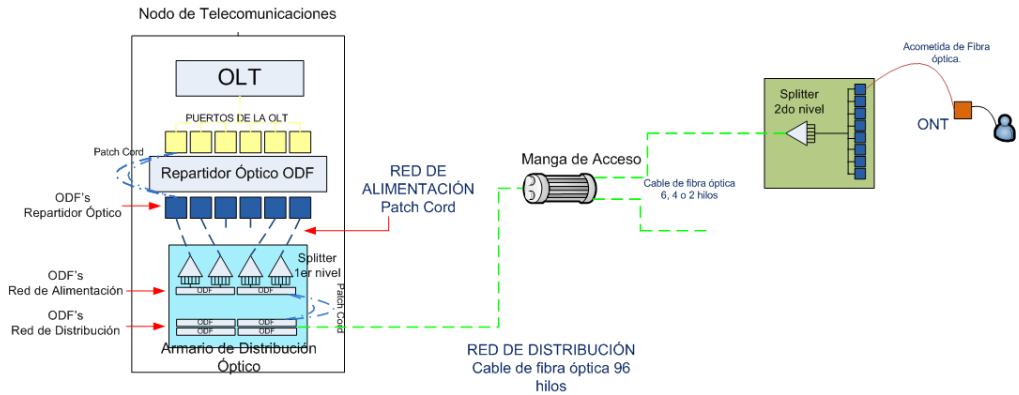 Nodo de Telecomunicaciones
OLT
PUERTOS DE LA OLT
Patch Cord
Repartidor Óptico ODF
ODF's
Repartidor Óptico
RED DE
ALIMENTACIÓN
Patch Cord
Splitter
1er nivel
ODF's
Red de Alimentación
ODF
ODF
Patch Cord
ODF's
Red de Distribución
ODF
ODF
ODF
ODF
Armario de Distribución
Óptico
RED DE DISTRIBUCIÓN
Cable de fibra óptica 96
hilos
Manga de Acceso
Cable de fibra óptica
6, 4 o 2 hilos
Splitter
2do nivel
Acometida de Fibra
óptica.
ONT